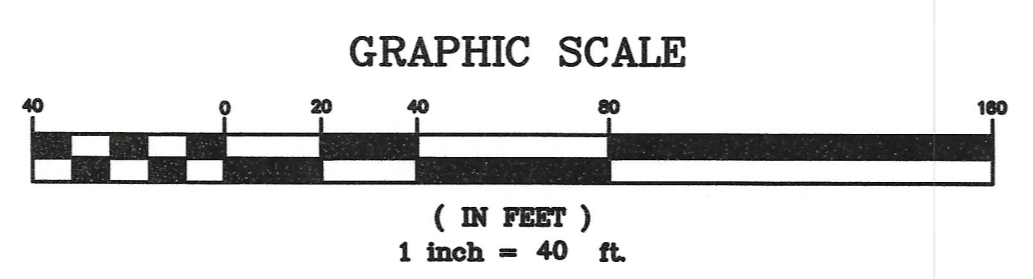 GRAPHIC SCALE
40 0 20 40 80 160
( IN FEET )
1 inch = 40 ft.